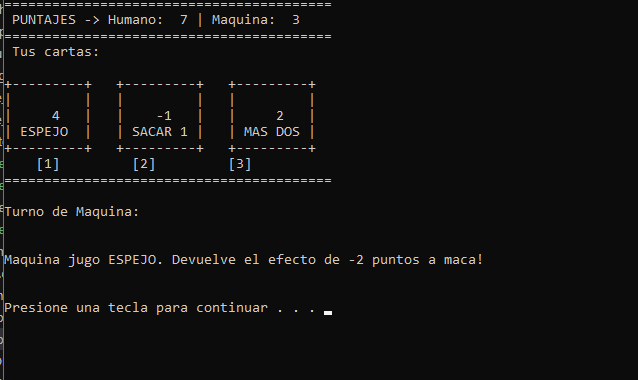 =========================================
PUNTAJES -> Humano:  7 | Maquina:  3
=========================================
Tus cartas:
+---------+   +---------+   +---------+
|         |   |         |   |         |
|     4   |   |    -1   |   |     2   |
| ESPEJO  |   | SACAR 1 |   | MAS DOS |
+---------+   +---------+   +---------+
    [1]         [2]         [3]
=========================================
Turno de Maquina:
Maquina jugo ESPEJO. Devuelve el efecto de -2 puntos a maca!
Presione una tecla para continuar . . .